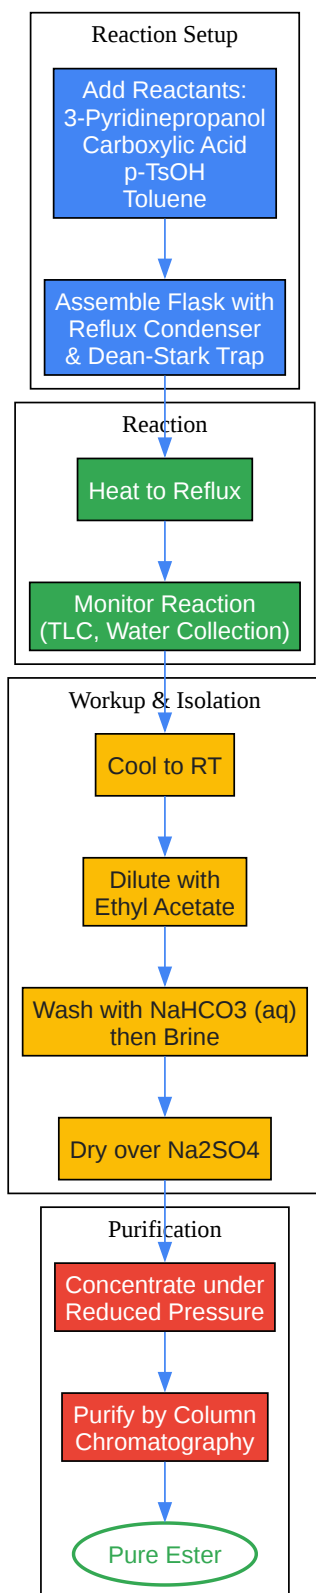 Reaction Setup
Add Reactants:
3-Pyridinepropanol
Carboxylic Acid
p-TsOH
Toluene
Assemble Flask with
Reflux Condenser
& Dean-Stark Trap
Reaction
Heat to Reflux
Monitor Reaction
(TLC, Water Collection)
Workup & Isolation
Cool to RT
Dilute with
Ethyl Acetate
Wash with NaHCO3 (aq)
then Brine
Dry over Na2SO4
Purification
Concentrate under
Reduced Pressure
Purify by Column
Chromatography
Pure Ester